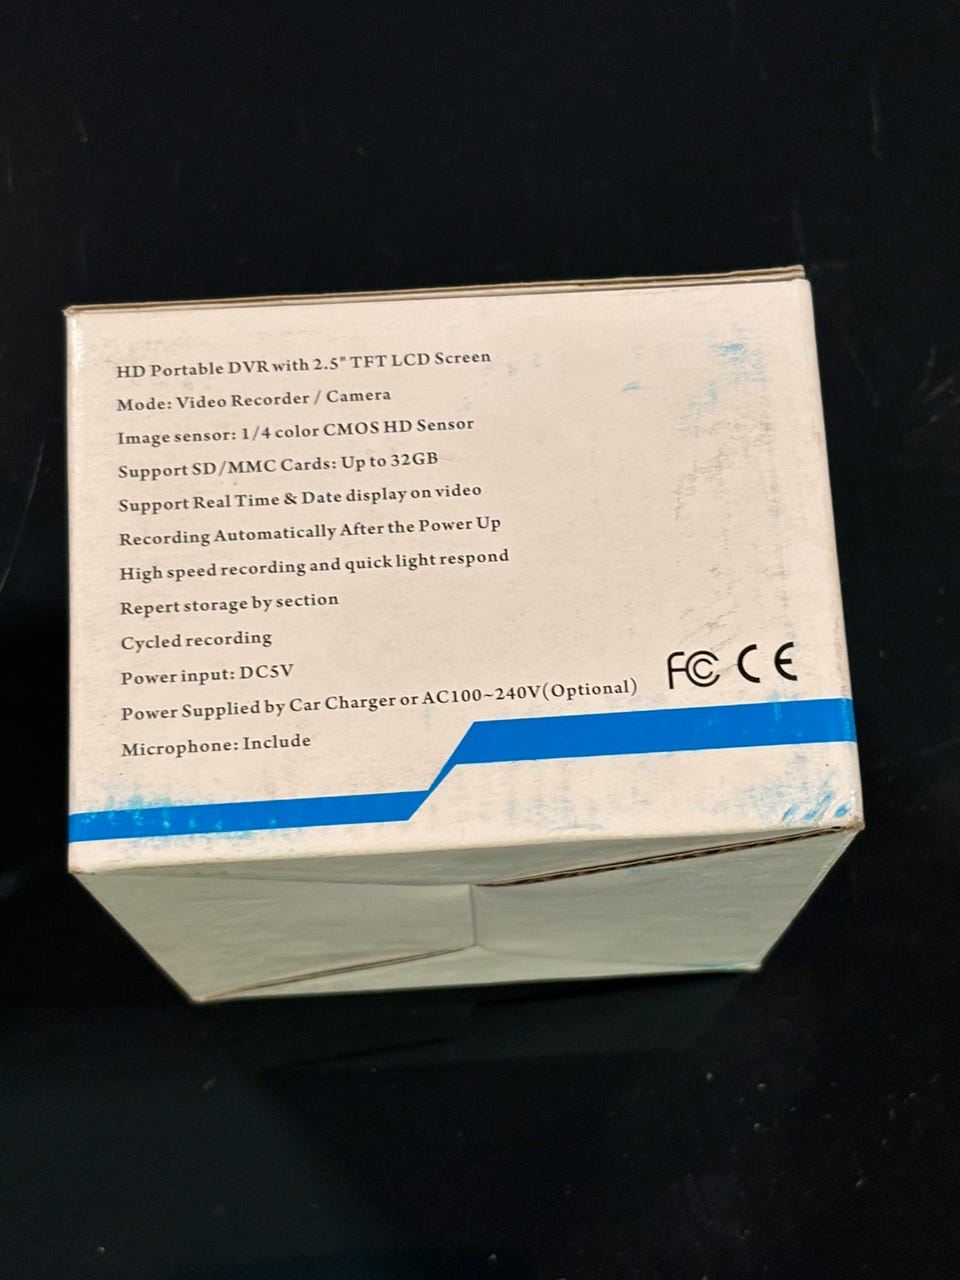 HD Portable DVR with 2.5" TFT LCD Screen
Mode: Video Recorder / Camera
Image sensor: 1/4 color CMOS HD Sensor
Support SD/MMC Cards: Up to 32GB
Support Real Time & Date display on video
Recording Automatically After the Power Up
High speed recording and quick light respond
Repert storage by section
Cycled recording
Power input: DC5V
Power Supplied by Car Charger or AC100~240V(Optional)
Microphone: Include
FC CE